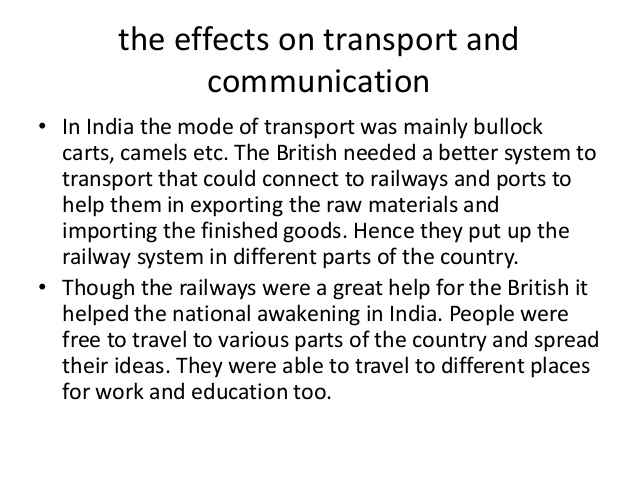 the effects on transport and
communication
• In India the mode of transport was mainly bullock
carts, camels etc. The British needed a better system to
transport that could connect to railways and ports to
help them in exporting the raw materials and
importing the finished goods. Hence they put up the
railway system in different parts of the country.
• Though the railways were a great help for the British it
helped the national awakening in India. People were
free to travel to various parts of the country and spread
their ideas. They were able to travel to different places
for work and education too.